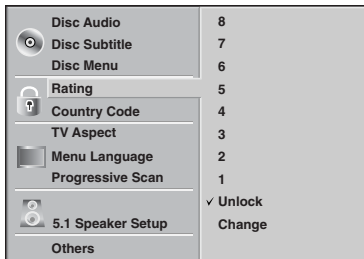 Disc Audio
Disc Subtitle
Disc Menu
Rating
Country Code
TV Aspect
Menu Language
Progressive Scan
5.1 Speaker Setup
Others
8
7
6
5
4
3
2
1
✓ Unlock
Change